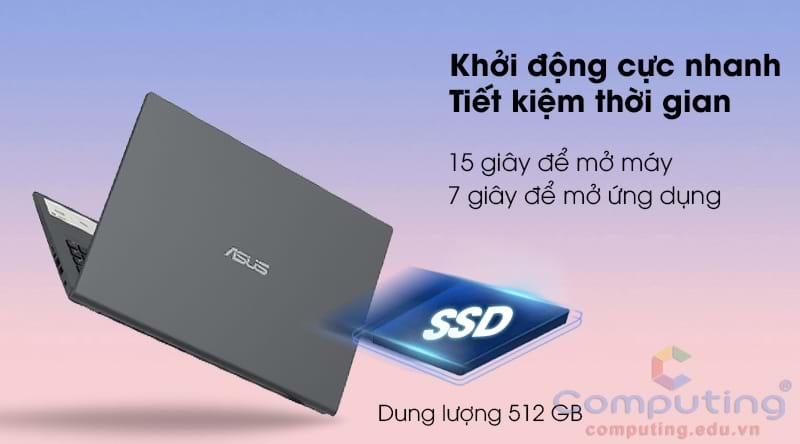 Khởi động cực nhanh
Tiết kiệm thời gian
15 giây để mở máy
7 giây để mở ứng dụng
ASUS
SSD
Dung lượng 512 GB
Computing®
computing.edu.vn